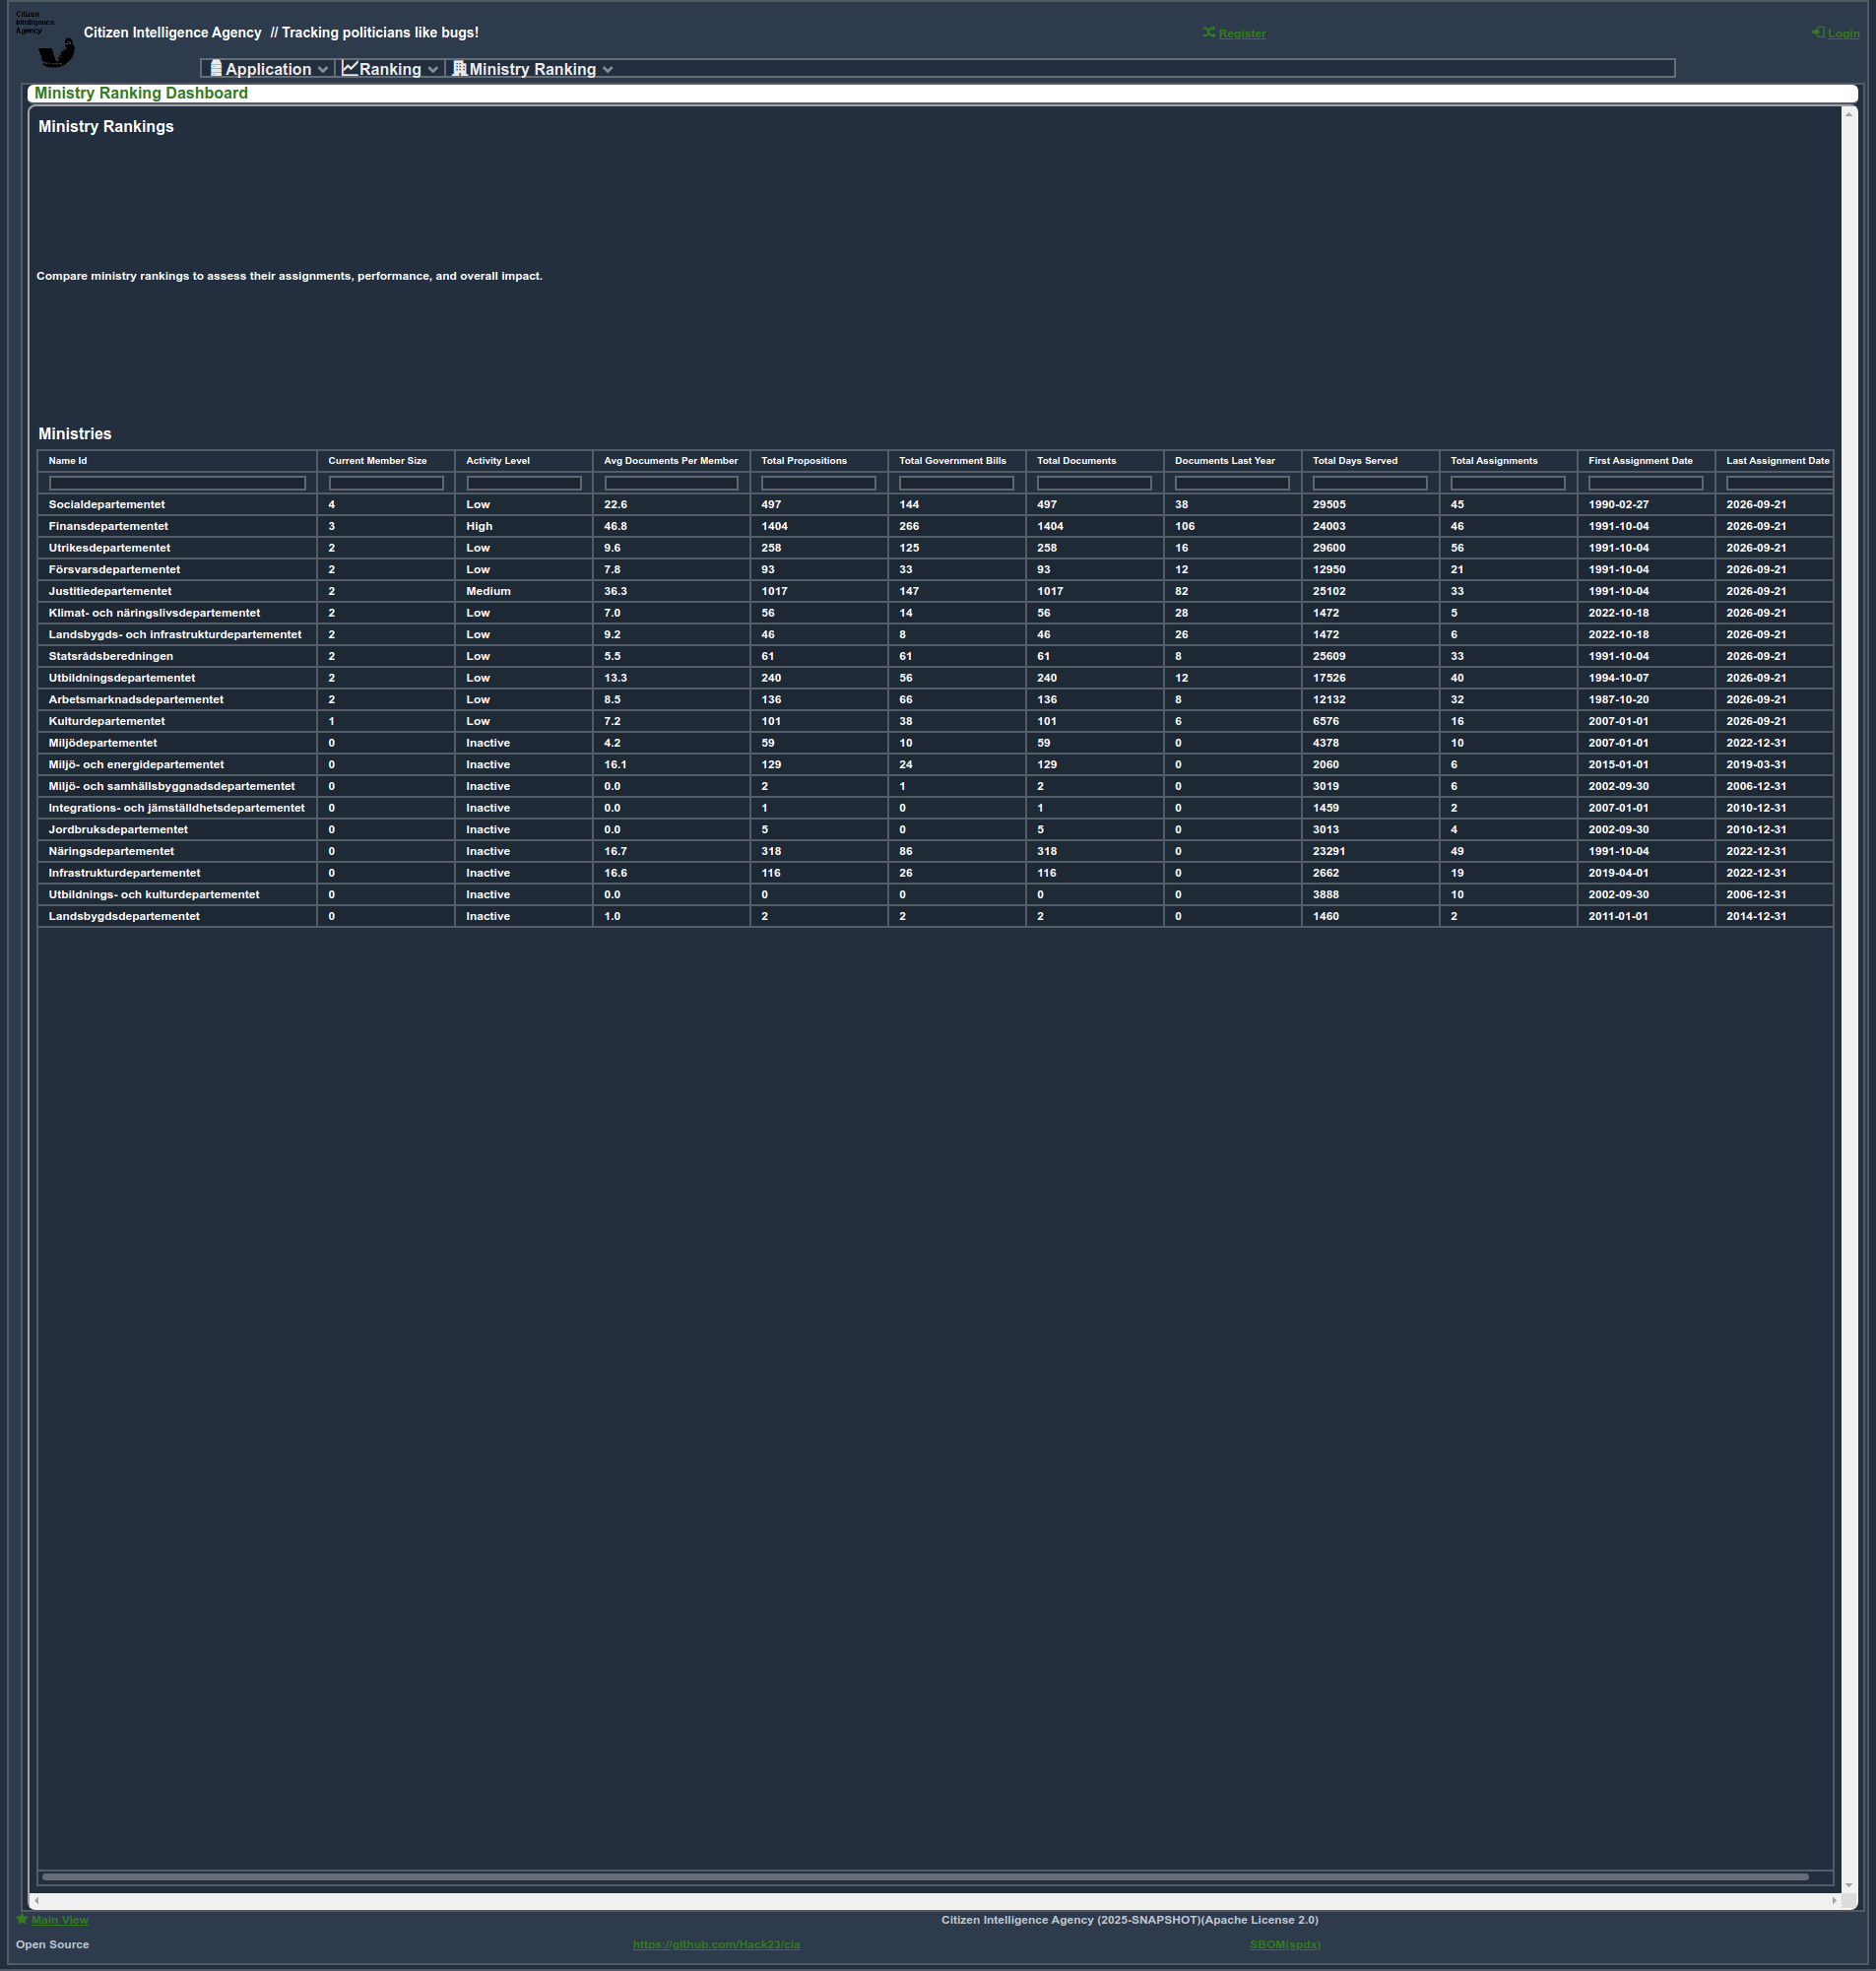 Citizen
Intelligence
Agency
Citizen Intelligence Agency // Tracking politicians like bugs!
Register
Login
Application Ranking Ministry Ranking
Ministry Ranking Dashboard
Ministry Rankings
Compare ministry rankings to assess their assignments, performance, and overall impact.
Ministries
Name Id Current Member Size Activity Level Avg Documents Per Member Total Propositions Total Government Bills Total Documents Documents Last Year Total Days Served Total Assignments First Assignment Date Last Assignment Date
Socialdepartementet 4 Low 22.6 497 144 497 38 29505 45 1990-02-27 2026-09-21
Finansdepartementet 3 High 46.8 1404 266 1404 106 24003 46 1991-10-04 2026-09-21
Utrikesdepartementet 2 Low 9.6 258 125 258 16 29600 56 1991-10-04 2026-09-21
Försvarsdepartementet 2 Low 7.8 93 33 93 12 12950 21 1991-10-04 2026-09-21
Justitiedepartementet 2 Medium 36.3 1017 147 1017 82 25102 33 1991-10-04 2026-09-21
Klimat- och näringslivsdepartementet 2 Low 7.0 56 14 56 28 1472 5 2022-10-18 2026-09-21
Landsbygds- och infrastrukturdepartementet 2 Low 9.2 46 8 46 26 1472 6 2022-10-18 2026-09-21
Statsrådsberedningen 2 Low 5.5 61 61 61 8 25609 33 1991-10-04 2026-09-21
Utbildningsdepartementet 2 Low 13.3 240 56 240 12 17526 40 1994-10-07 2026-09-21
Arbetsmarknadsdepartementet 2 Low 8.5 136 66 136 8 12132 32 1987-10-20 2026-09-21
Kulturdepartementet 1 Low 7.2 101 38 101 6 6576 16 2007-01-01 2026-09-21
Miljödepartementet 0 Inactive 4.2 59 10 59 0 4378 10 2007-01-01 2022-12-31
Miljö- och energidepartementet 0 Inactive 16.1 129 24 129 0 2060 6 2015-01-01 2019-03-31
Miljö- och samhällsbyggnadsdepartementet 0 Inactive 0.0 2 1 2 0 3019 6 2002-09-30 2006-12-31
Integrations- och jämställdhetsdepartementet 0 Inactive 0.0 1 0 1 0 1459 2 2007-01-01 2010-12-31
Jordbruksdepartementet 0 Inactive 0.0 5 0 5 0 3013 4 2002-09-30 2010-12-31
Näringsdepartementet 0 Inactive 16.7 318 86 318 0 23291 49 1991-10-04 2022-12-31
Infrastrukturdepartementet 0 Inactive 16.6 116 26 116 0 2662 19 2019-04-01 2022-12-31
Utbildnings- och kulturdepartementet 0 Inactive 0.0 0 0 0 0 3888 10 2002-09-30 2006-12-31
Landsbygdsdepartementet 0 Inactive 1.0 2 2 2 0 1460 2 2011-01-01 2014-12-31
Main View
Citizen Intelligence Agency (2025-SNAPSHOT)(Apache License 2.0)
Open Source
https://github.com/Hack23/cia
SBOM(spdx)